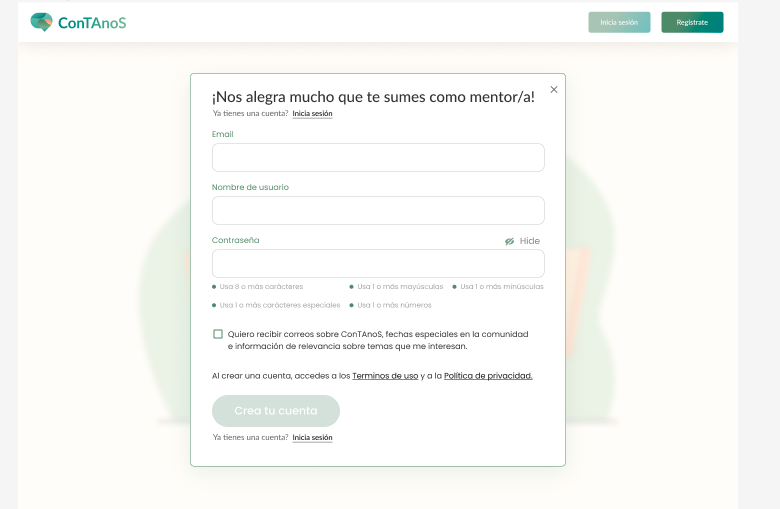 ConTAnoS
Inicia sesión
Regístrate
¡Nos alegra mucho que te sumes como mentor/a!
Ya tienes una cuenta? Inicia sesión
Email
Nombre de usuario
Contraseña
Hide
Usa 8 o más carácteres
Usa 1 o más mayúsculas
Usa 1 o más minúsculas
Usa 1 o más carácteres especiales
Usa 1 o más números
Quiero recibir correos sobre ConTAnoS, fechas especiales en la comunidad
e información de relevancia sobre temas que me interesan.
Al crear una cuenta, accedes a los Terminos de uso y a la Política de privacidad.
Crea tu cuenta
Ya tienes una cuenta? Inicia sesión